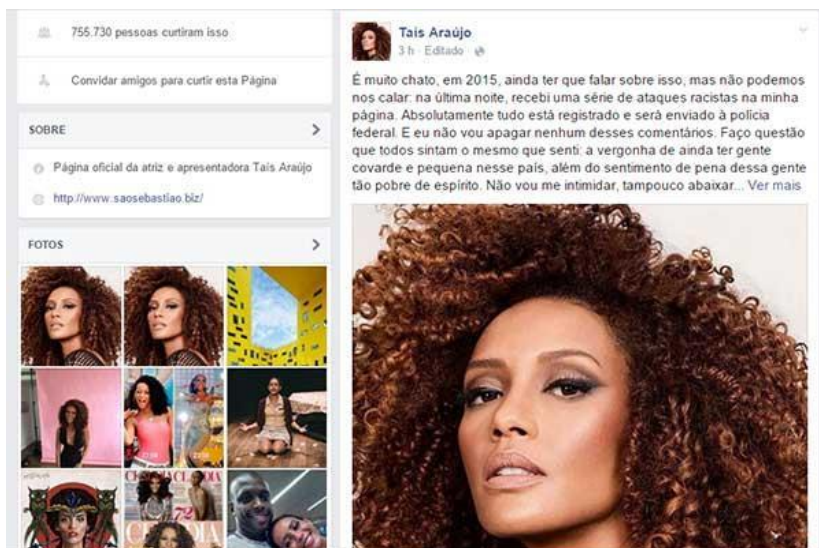 755.730 pessoas curtiram isso
Convidar amigos para curtir esta Página
SOBRE
Página oficial da atriz e apresentadora Taís Araújo
http://www.saosebastiao.biz/
FOTOS
CLAUDIA
72
Taís Araújo
3 h · Editado ·
É muito chato, em 2015, ainda ter que falar sobre isso, mas não podemos
nos calar: na última noite, recebi uma série de ataques racistas na minha
página. Absolutamente tudo está registrado e será enviado à polícia
federal. E eu não vou apagar nenhum desses comentários. Faço questão
que todos sintam o mesmo que senti: a vergonha de ainda ter gente
covarde e pequena nesse país, além do sentimento de pena dessa gente
tão pobre de espírito. Não vou me intimidar, tampouco abaixar... Ver mais